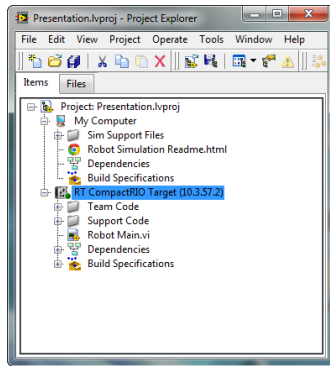 Presentation.lvproj - Project Explorer
File Edit View Project Operate Tools Window Help
Items Files
Project: Presentation.lvproj
My Computer
Sim Support Files
Robot Simulation Readme.html
Dependencies
Build Specifications
RT CompactRIO Target (10.3.57.2)
Team Code
Support Code
Robot Main.vi
Dependencies
Build Specifications